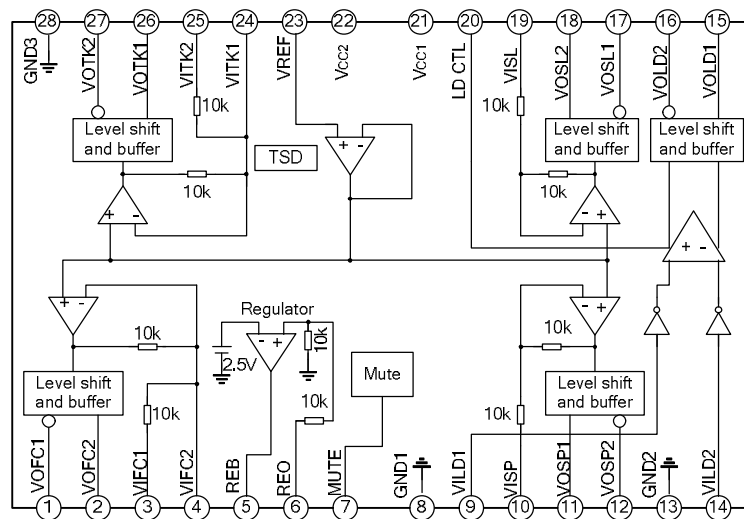 28 27 26 25 24 23 22 21 20 19 18 17 16 15
GND3 VOTK2 VOTK1 VITK2 VITK1 VREF VCC2 VCC1 LD CTL VISL VOSL2 VOSL1 VOLD2 VOLD1
10k
10k
Level shift
and buffer
TSD
+ -
Level shift
and buffer
Level shift
and buffer
10k
10k
+ -
- +
+ -
+ -
Regulator
- +
- +
10k
10k
10k
2.5V
Level shift
and buffer
Mute
Level shift
and buffer
10k
10k
10k
VOFC1 VOFC2 VIFC1 VIFC2 REB REO MUTE GND1 VILD1 VISP VOSP1 VOSP2 GND2 VILD2
1 2 3 4 5 6 7 8 9 10 11 12 13 14